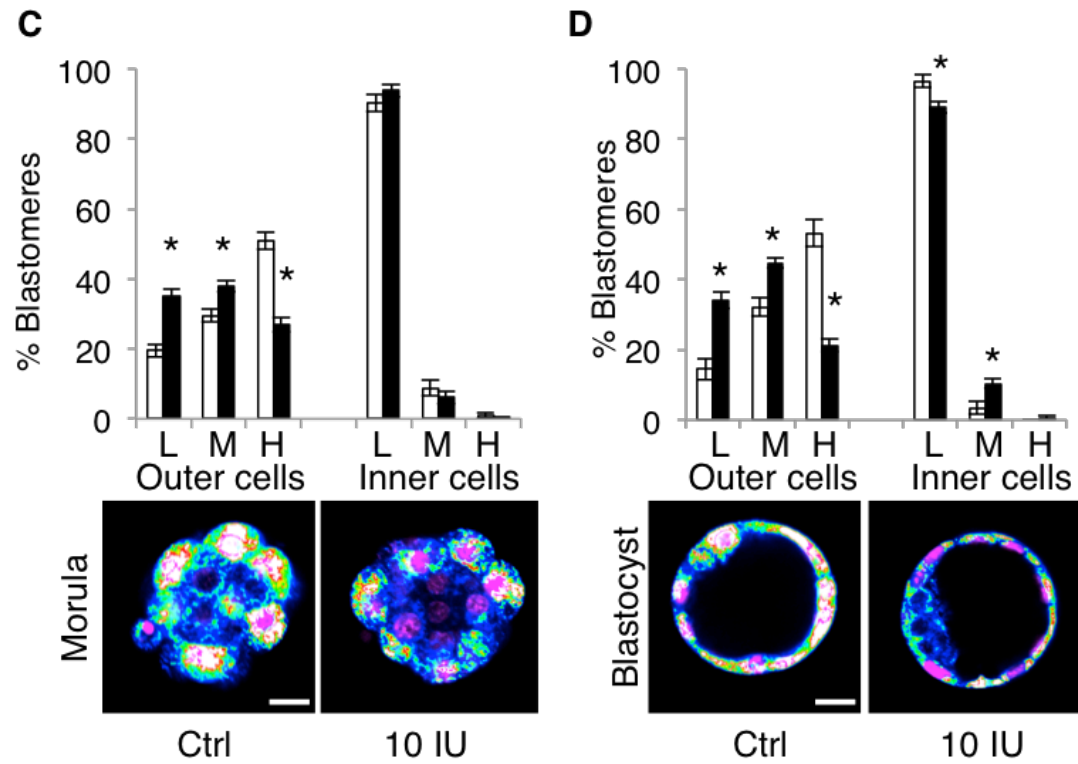 C
D
% Blastomeres
100
80
60
40
20
0
* * *
L M H L M H
Outer cells Inner cells
% Blastomeres
100
80
60
40
20
0
* * * * *
L M H L M H
Outer cells Inner cells
Morula
Ctrl 10 IU
Blastocyst
Ctrl 10 IU